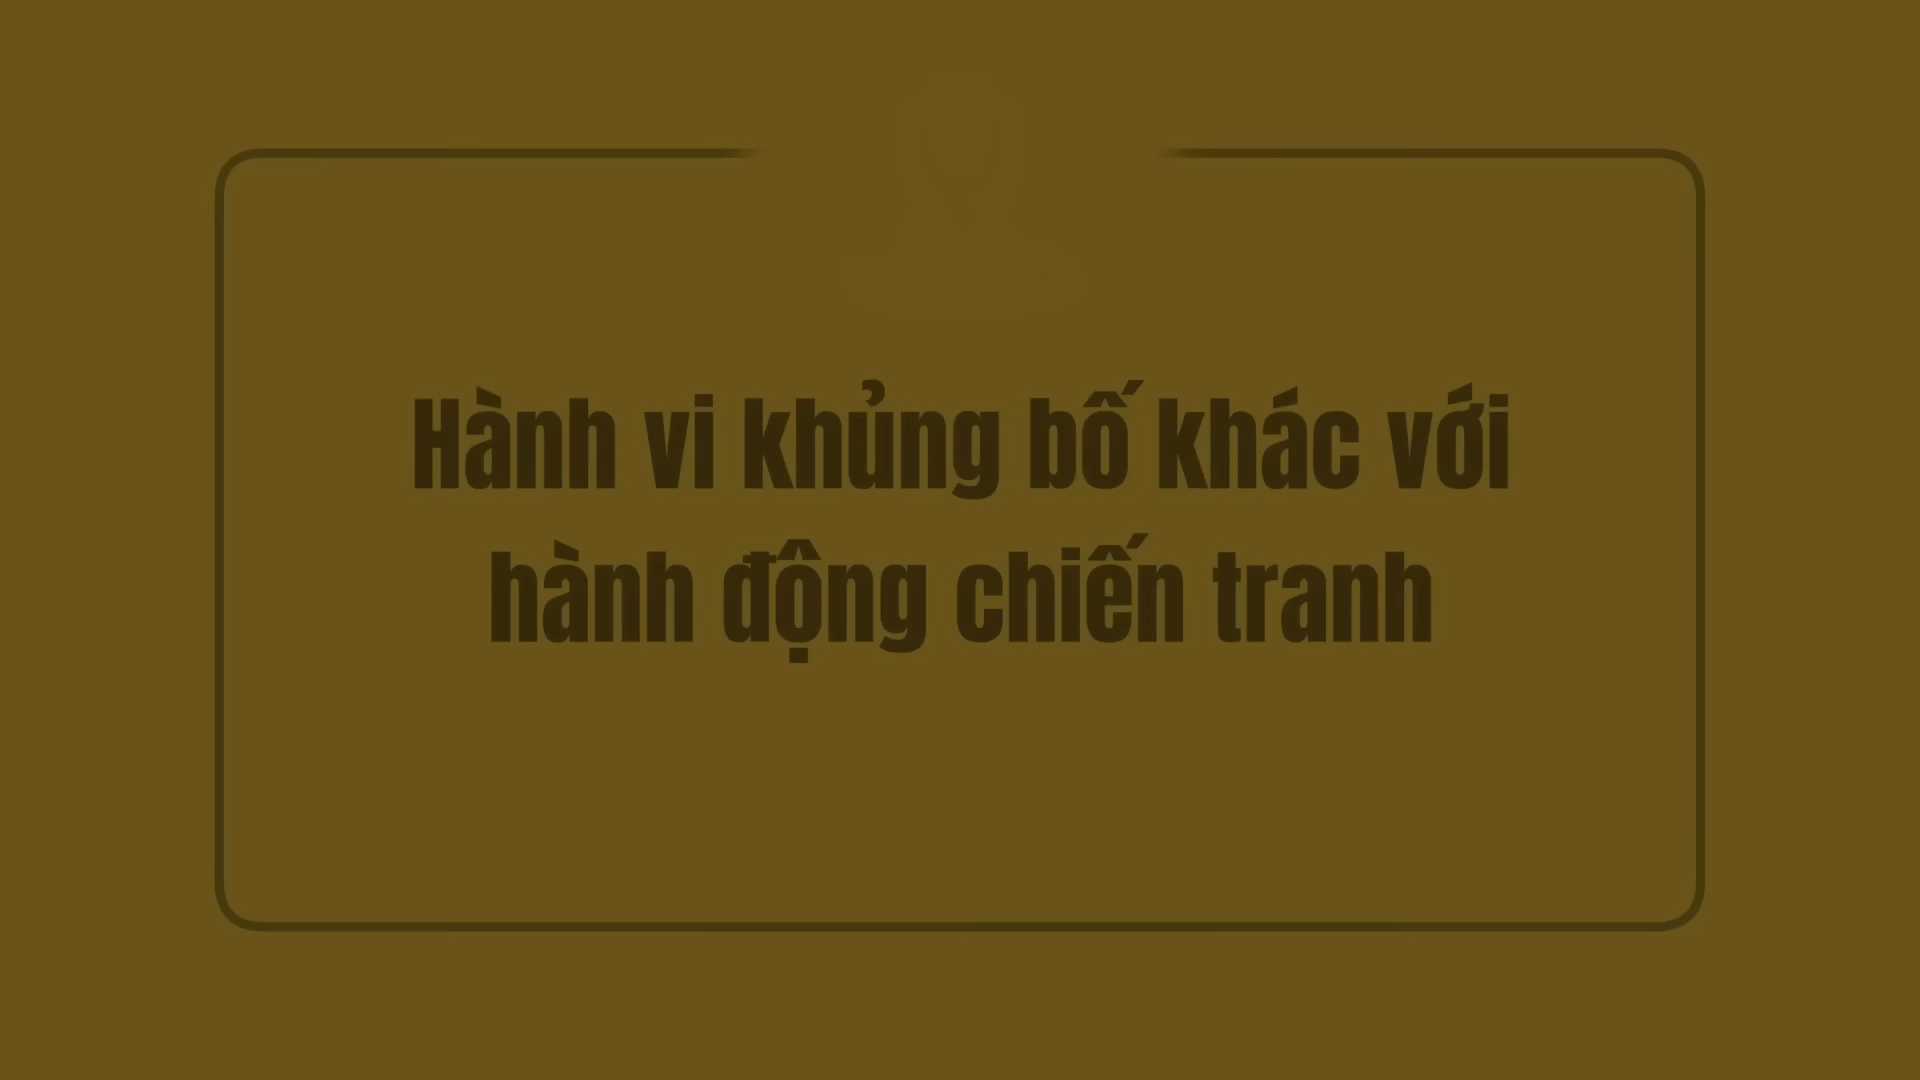 Hành vi khủng bố khác với
hành động chiến tranh